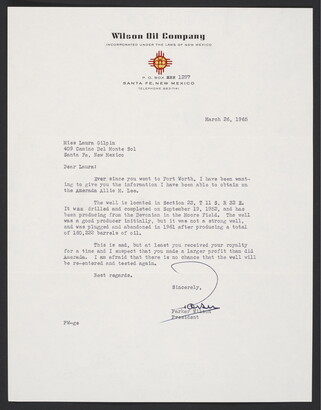 Wilson Oil Company
INCORPORATED UNDER THE LAWS OF NEW MEXICO
P. O. BOX 1297
SANTA FE, NEW MEXICO
TELEPHONE
March 28, 1968
Miss Laura Gilpin
409 Camino Del Monte Sol
Santa Fe, New Mexico
Dear Laura:
Ever since you went to Fort Worth, I have been want-
ing to give you the information I have been able to obtain on
the Amerada Allie M. Lee.
The well is located in Section 23, T 11 S, R 32 E.
It was drilled and completed on September 19, 1952, and has
been producing from the Devonian in the Moore Field. The well
was a good producer initially, but it was not a strong well,
and was plugged and abandoned in 1961 after producing a total
of 180,322 barrels of oil.
This is sad, but at least you received your royalty
for a time and I suspect that you made a larger profit than did
Amerada. I am afraid that there is no chance that the well will
be re-entered and tested again.
Best regards.
Sincerely,
Parker
Parker Wilson
President
PW-gc